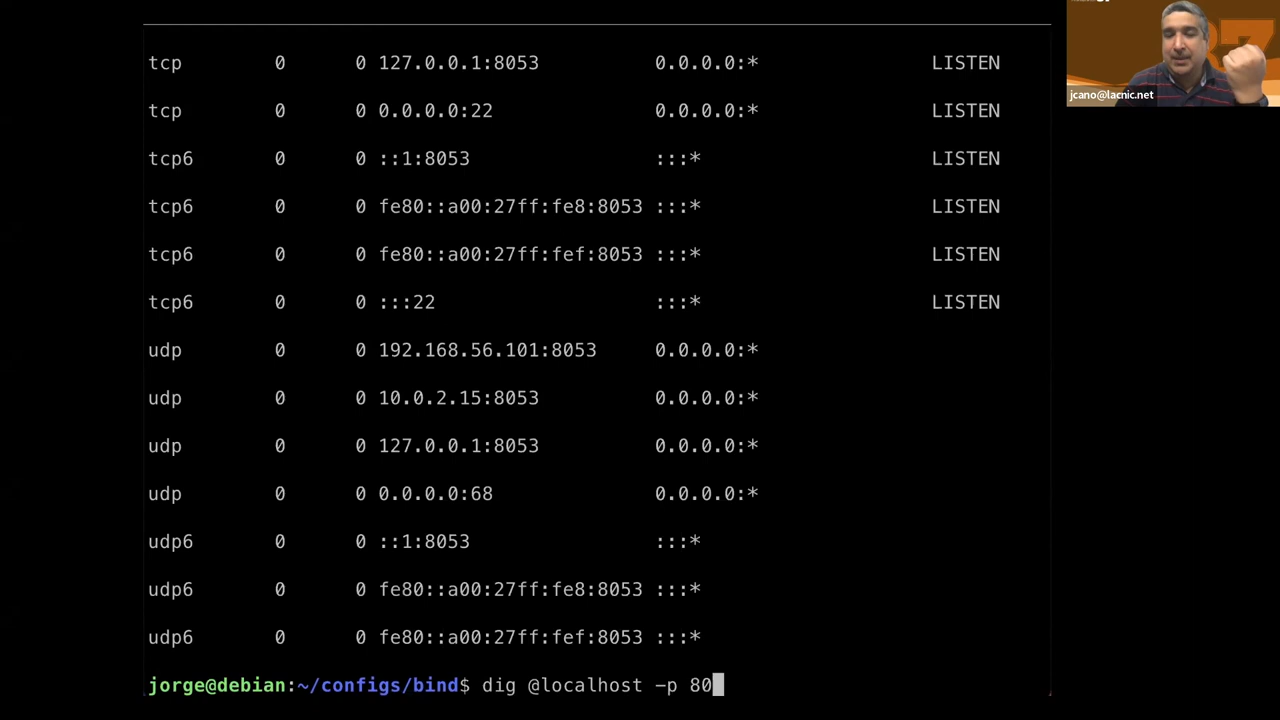 tcp 0 0 127.0.0.1:8053 0.0.0.0:* LISTEN
tcp 0 0 0.0.0.0:22 0.0.0.0:* LISTEN
tcp6 0 0 ::1:8053 :::* LISTEN
tcp6 0 0 fe80::a00:27ff:fe8:8053 :::* LISTEN
tcp6 0 0 fe80::a00:27ff:fef:8053 :::* LISTEN
tcp6 0 0 :::22 :::* LISTEN
udp 0 0 192.168.56.101:8053 0.0.0.0:*
udp 0 0 10.0.2.15:8053 0.0.0.0:*
udp 0 0 127.0.0.1:8053 0.0.0.0:*
udp 0 0 0.0.0.0:68 0.0.0.0:*
udp6 0 0 ::1:8053 :::*
udp6 0 0 fe80::a00:27ff:fe8:8053 :::*
udp6 0 0 fe80::a00:27ff:fef:8053 :::*
jorge@debian:~/configs/bind$ dig @localhost -p 80
jcano@lacnic.net